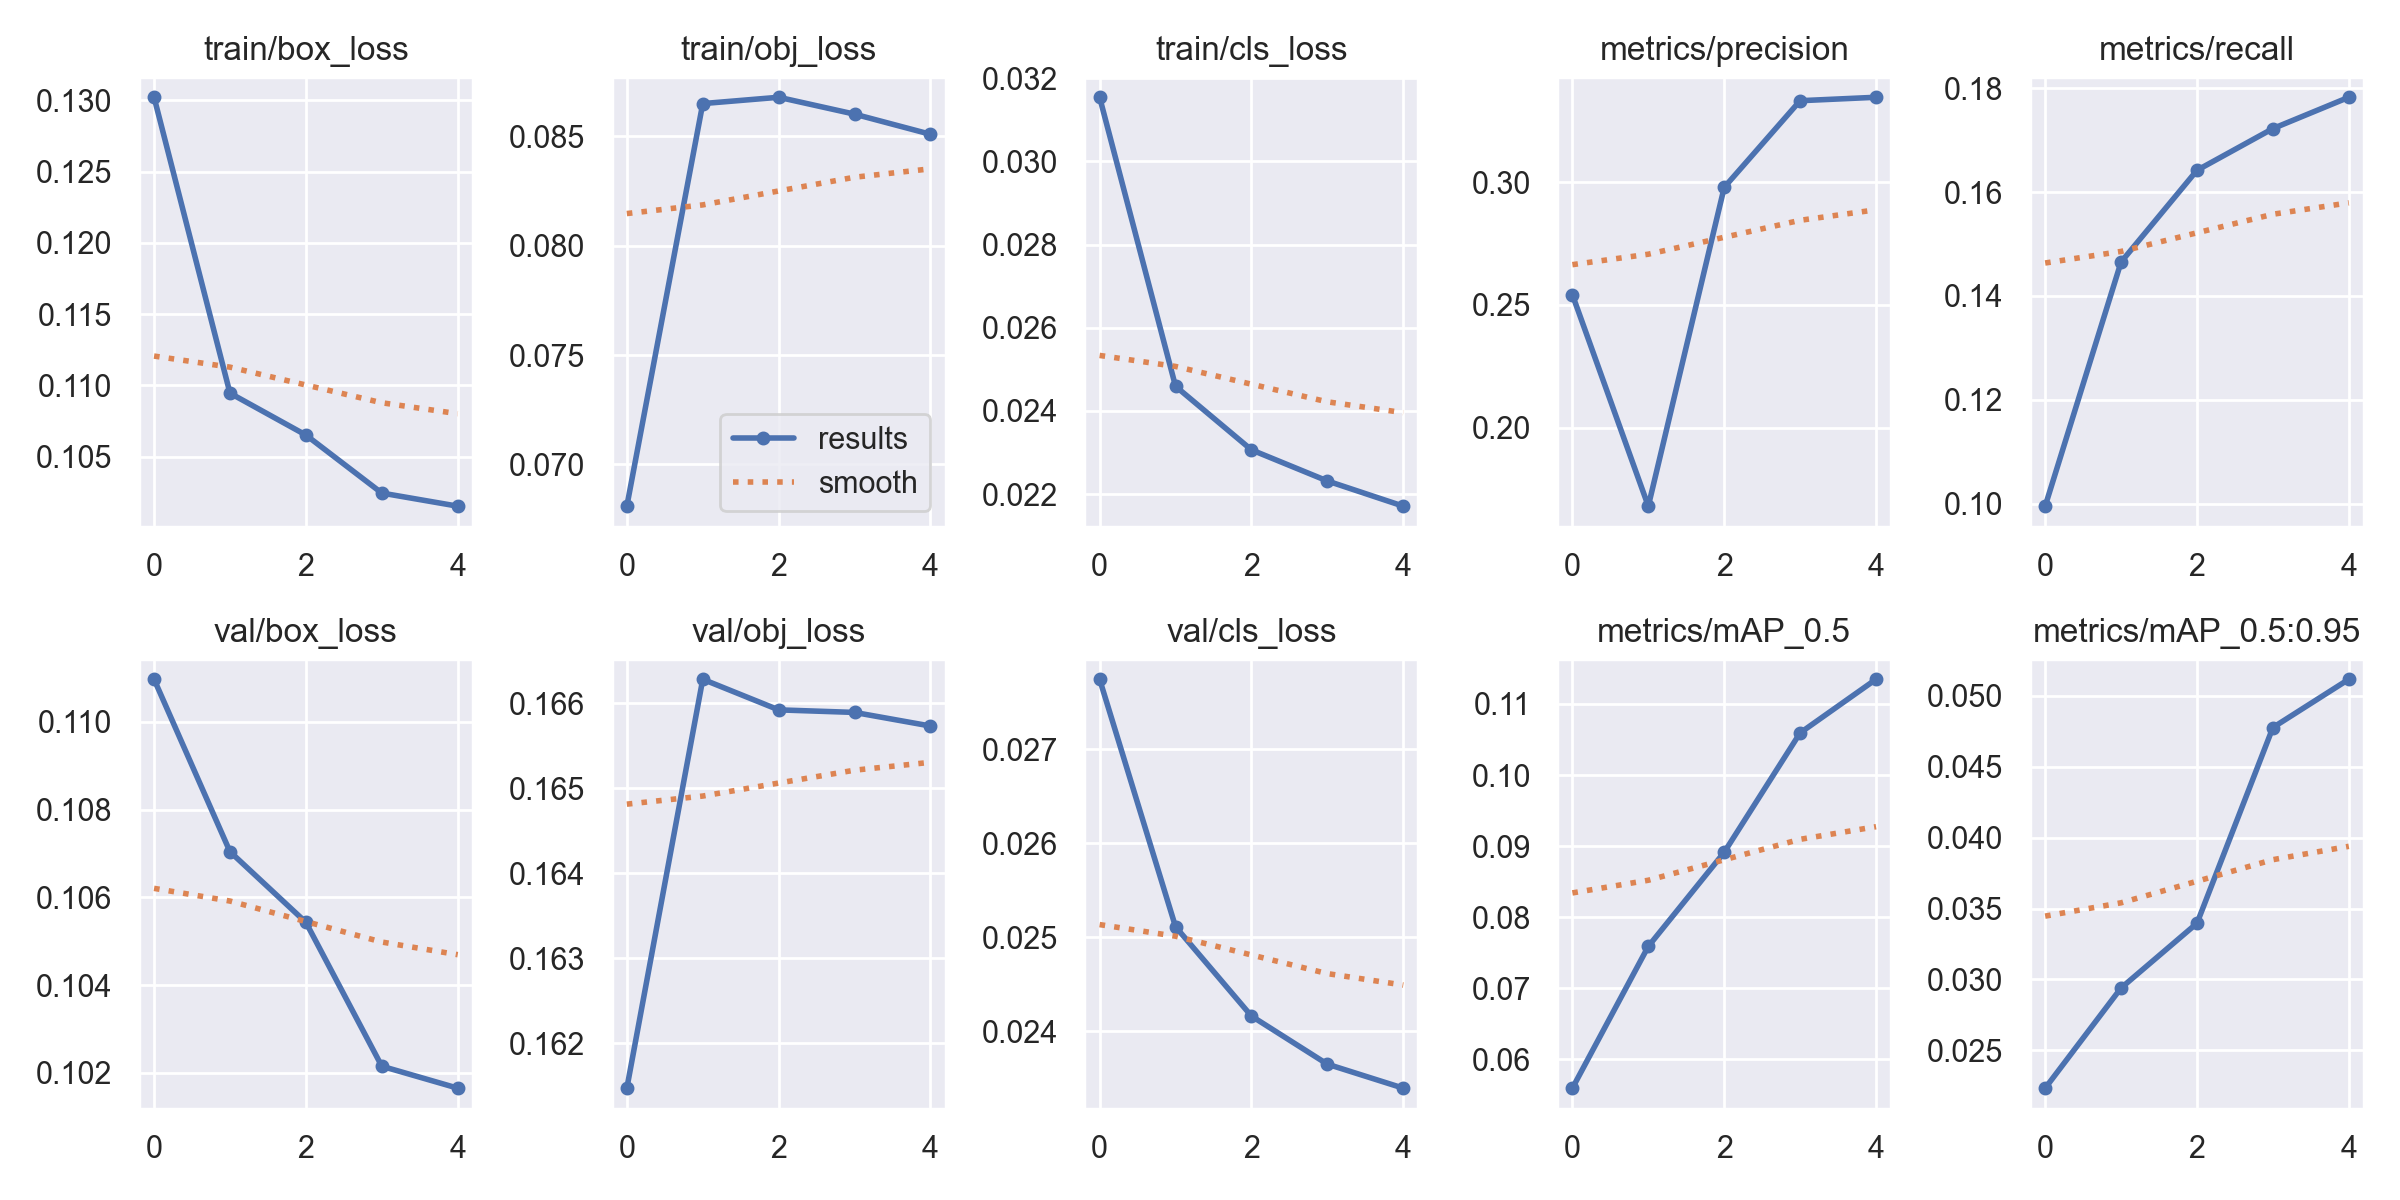 train/box_loss
0.130
0.125
0.120
0.115
0.110
0.105
0 2 4
train/obj_loss
0.085
0.080
0.075
0.070
results
smooth
0 2 4
train/cls_loss
0.032
0.030
0.028
0.026
0.024
0.022
0 2 4
metrics/precision
0.30
0.25
0.20
0 2 4
metrics/recall
0.18
0.16
0.14
0.12
0.10
0 2 4
val/box_loss
0.110
0.108
0.106
0.104
0.102
0 2 4
val/obj_loss
0.166
0.165
0.164
0.163
0.162
0 2 4
val/cls_loss
0.027
0.026
0.025
0.024
0 2 4
metrics/mAP_0.5
0.11
0.10
0.09
0.08
0.07
0.06
0 2 4
metrics/mAP_0.5:0.95
0.050
0.045
0.040
0.035
0.030
0.025
0 2 4